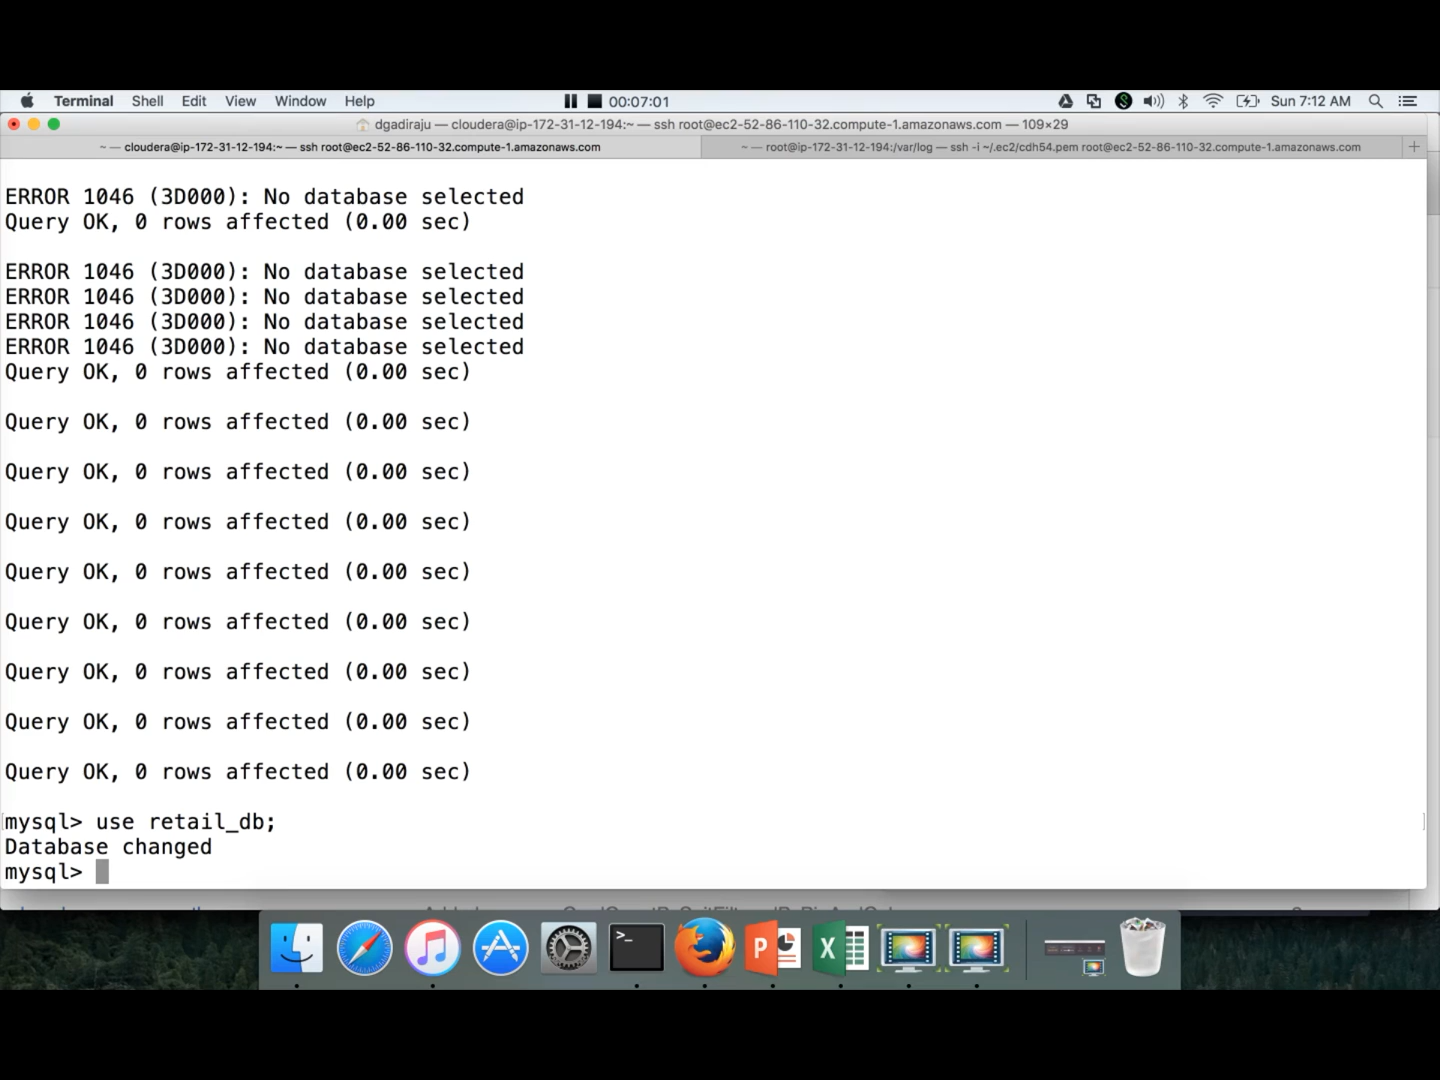 Terminal Shell Edit View Window Help 00:07:01 Sun 7:12 AM
dgadiraju — cloudera@ip-172-31-12-194:~ — ssh root@ec2-52-86-110-32.compute-1.amazonaws.com — 109×29
~ — cloudera@ip-172-31-12-194:~ — ssh root@ec2-52-86-110-32.compute-1.amazonaws.com ~ — root@ip-172-31-12-194:/var/log — ssh -i ~/.ec2/cdh54.pem root@ec2-52-86-110-32.compute-1.amazonaws.com +
ERROR 1046 (3D000): No database selected
Query OK, 0 rows affected (0.00 sec)
ERROR 1046 (3D000): No database selected
ERROR 1046 (3D000): No database selected
ERROR 1046 (3D000): No database selected
ERROR 1046 (3D000): No database selected
Query OK, 0 rows affected (0.00 sec)
Query OK, 0 rows affected (0.00 sec)
Query OK, 0 rows affected (0.00 sec)
Query OK, 0 rows affected (0.00 sec)
Query OK, 0 rows affected (0.00 sec)
Query OK, 0 rows affected (0.00 sec)
Query OK, 0 rows affected (0.00 sec)
Query OK, 0 rows affected (0.00 sec)
Query OK, 0 rows affected (0.00 sec)
mysql> use retail_db;
Database changed
mysql>